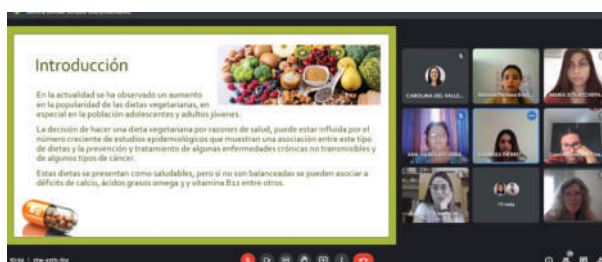 Introducción
En la actualidad se ha observado un aumento
en la popularidad de las dietas vegetarianas, en
especial en la población adolescentes y adultos jóvenes.
La decisión de hacer una dieta vegetariana por razones de salud, puede estar influida por el
número creciente de estudios epidemiológicos que muestran una asociación entre este tipo
de dietas y la prevención y tratamiento de algunas enfermedades crónicas no transmisibles y
de algunos tipos de cáncer.
Estas dietas se presentan como saludables, pero si no son balanceadas se pueden asociar a
déficits de calcio, ácidos grasos omega 3 y vitamina B12 entre otros.
CAROLINA DEL VALLE...